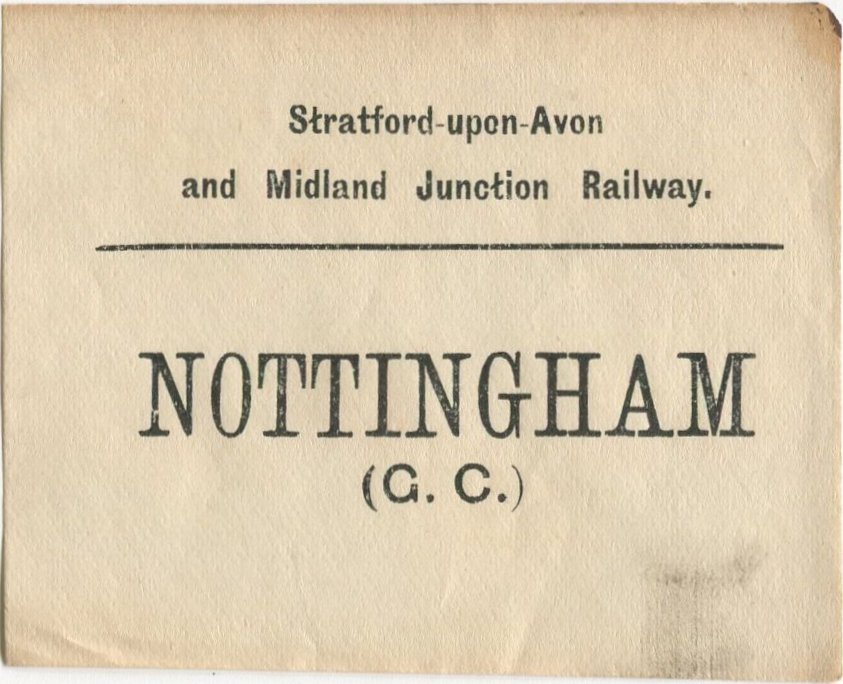 Stratford-upon-Avon
and Midland Junction Railway.
NOTTINGHAM
(G. C.)